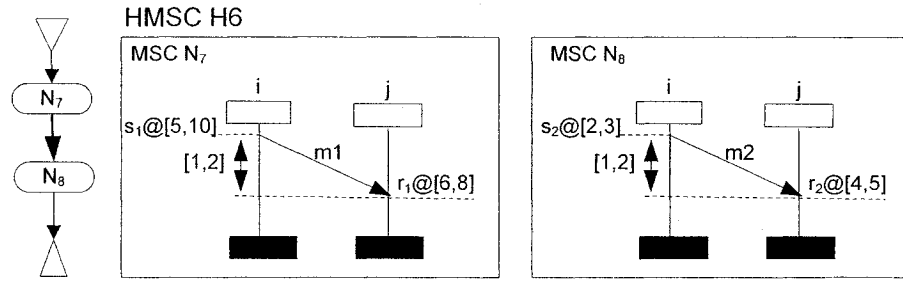 HMSC H6
N7
N8
MSC N7
i
j
s1@[5,10]
[1,2]
m1
r1@[6,8]
MSC N8
i
j
s2@[2,3]
[1,2]
m2
r2@[4,5]